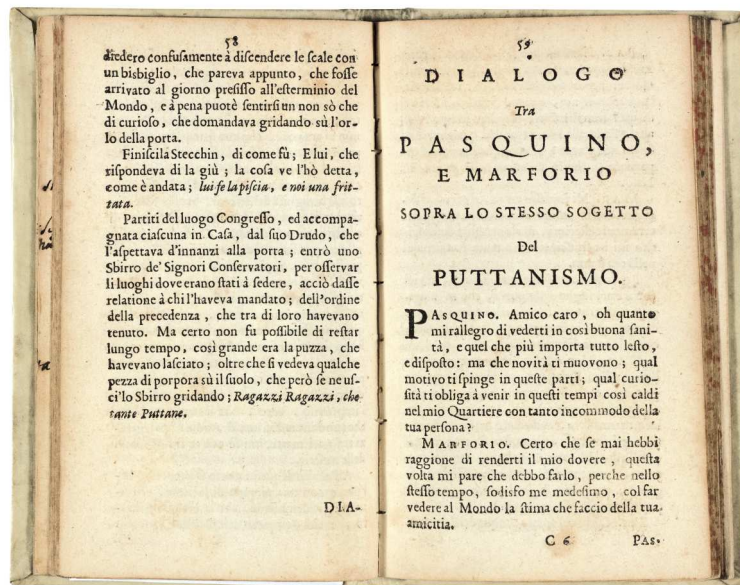 58
diedero confusamente à discendere le scale con
un bisbiglio, che pareva appunto, che fosse
arrivato al giorno presisso all'esterminio del
Mondo, e à pena puotè sentirsi un non sò che
di curioso, che domandava gridando sù l'or-
lo della porta.
Finiscila Stecchin, di come fù; E lui, che
rispondeva di la giù; la cosa ve l'hò detta,
come è andata; lui fe la piscia, e noi una frit-
tata.
Partiti del luogo Congresso, ed accompa-
gnata ciascuna in Casa, dal suo Drudo, che
l'aspettava d'innanzi alla porta; entrò uno
Sbirro de' Signori Conservatori, per osservar
li luoghi dove erano stati à sedere, acciò dasse
relatione à chi l'haveva mandato; dell'ordine
della precedenza, che tra di loro havevano
tenuto. Ma certo non fu possibile di restar
lungo tempo, così grande era la puzza, che
havevano lasciato; oltre che si vedeva qualche
pezza di porpora sù il suolo, che però se ne us-
cì'lo Sbirro gridando; Ragazzi Ragazzi, che
tante Puttane.
DIA-
59
DIALOGO
Tra
PASQUINO,
E MARFORIO
SOPRA LO STESSO SOGETTO
Del
PUTTANISMO.
PASQUINO. Amico caro, oh quanto
mi rallegro di vederti in così buona sani-
tà, e quel che più importa tutto lesto,
e disposto: ma che novità ti muovono; qual
motivo ti spinge in queste parti; qual curio-
sità ti obliga à venir in questi tempi così caldi
nel mio Quartiere con tanto incommodo della
tua persona?
MARFORIO. Certo che se mai hebbi
raggione di renderti il mio dovere, questa
volta mi pare che debbo farlo, perche nello
stesso tempo, sodisfo me medesimo, col far
vedere al Mondo la stima che faccio della tua
amicitia.
C 6 PAS-